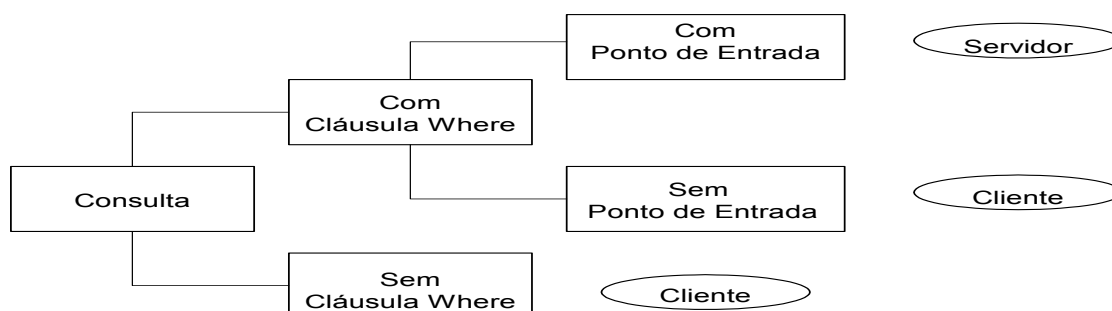 Com
Ponto de Entrada
Servidor
Com
Cláusula Where
Consulta
Sem
Ponto de Entrada
Cliente
Sem
Cláusula Where
Cliente